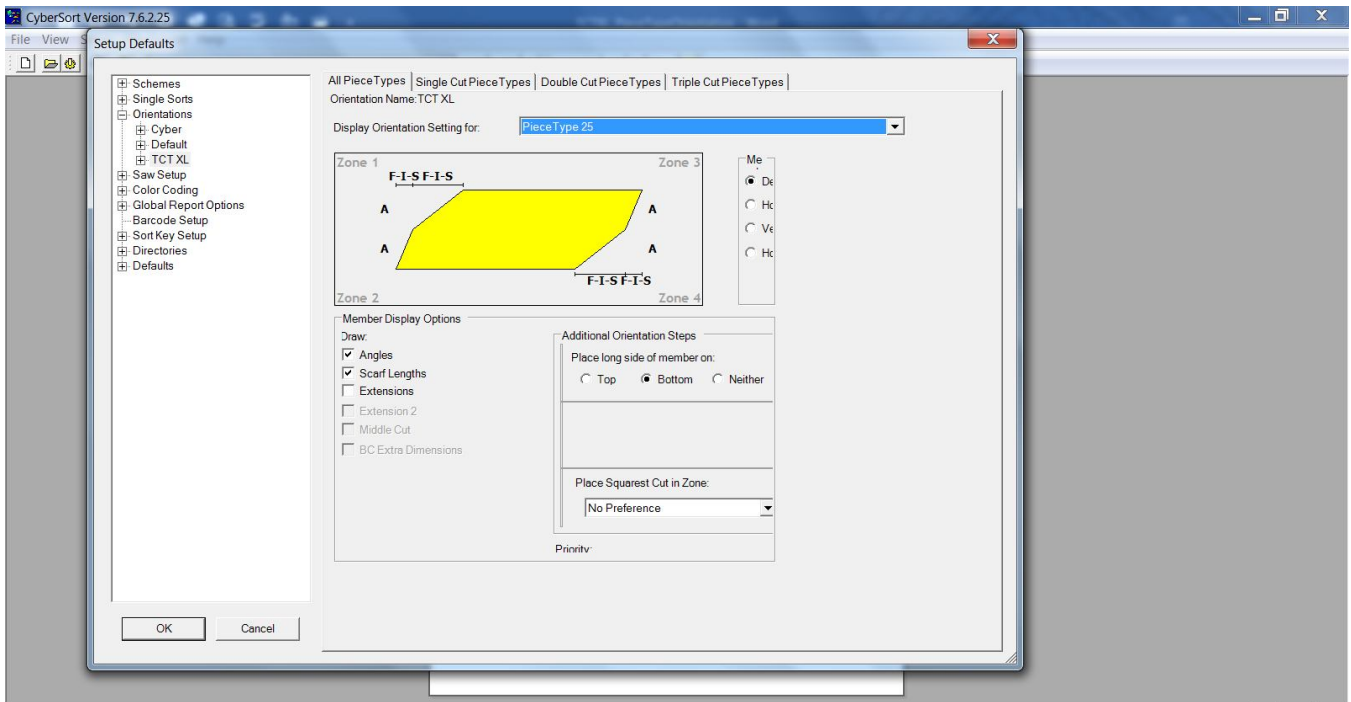 CyberSort Version 7.6.2.25
File View
Setup Defaults
Schemes
Single Sorts
Orientations
Cyber
Default
TCT XL
Saw Setup
Color Coding
Global Report Options
Barcode Setup
Sort Key Setup
Directories
Defaults
OK Cancel
All PieceTypes Single Cut PieceTypes Double Cut PieceTypes Triple Cut PieceTypes
Orientation Name:TCT XL
Display Orientation Setting for: PieceType 25
Zone 1 Zone 3
F-I-S F-I-S
A A
A A
F-I-S F-I-S
Zone 2 Zone 4
Me
De
Ho
Ve
Ho
Member Display Options
Draw:
Angles
Scarf Lengths
Extensions
Extension 2
Middle Cut
BC Extra Dimensions
Additional Orientation Steps
Place long side of member on:
Top Bottom Neither
Place Squarest Cut in Zone:
No Preference
Priority: